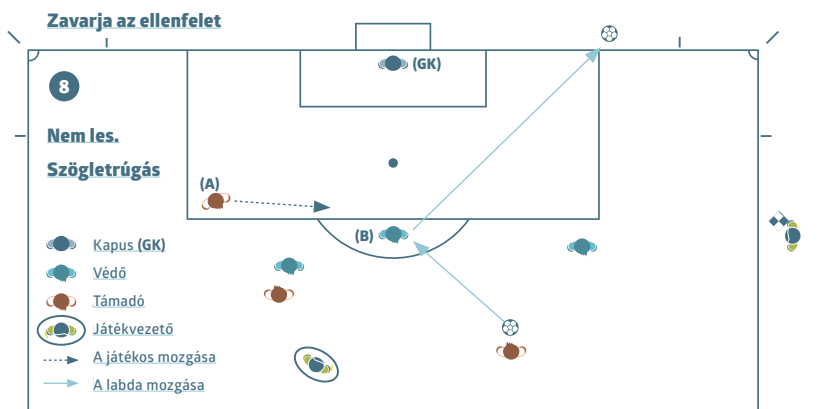 Zavarja az ellenfelet
(GK)
8
Nem les.
Szögletrúgás
(A)
(B)
Kapus (GK)
Védő
Támadó
Játékvezető
A játékos mozgása
A labda mozgása